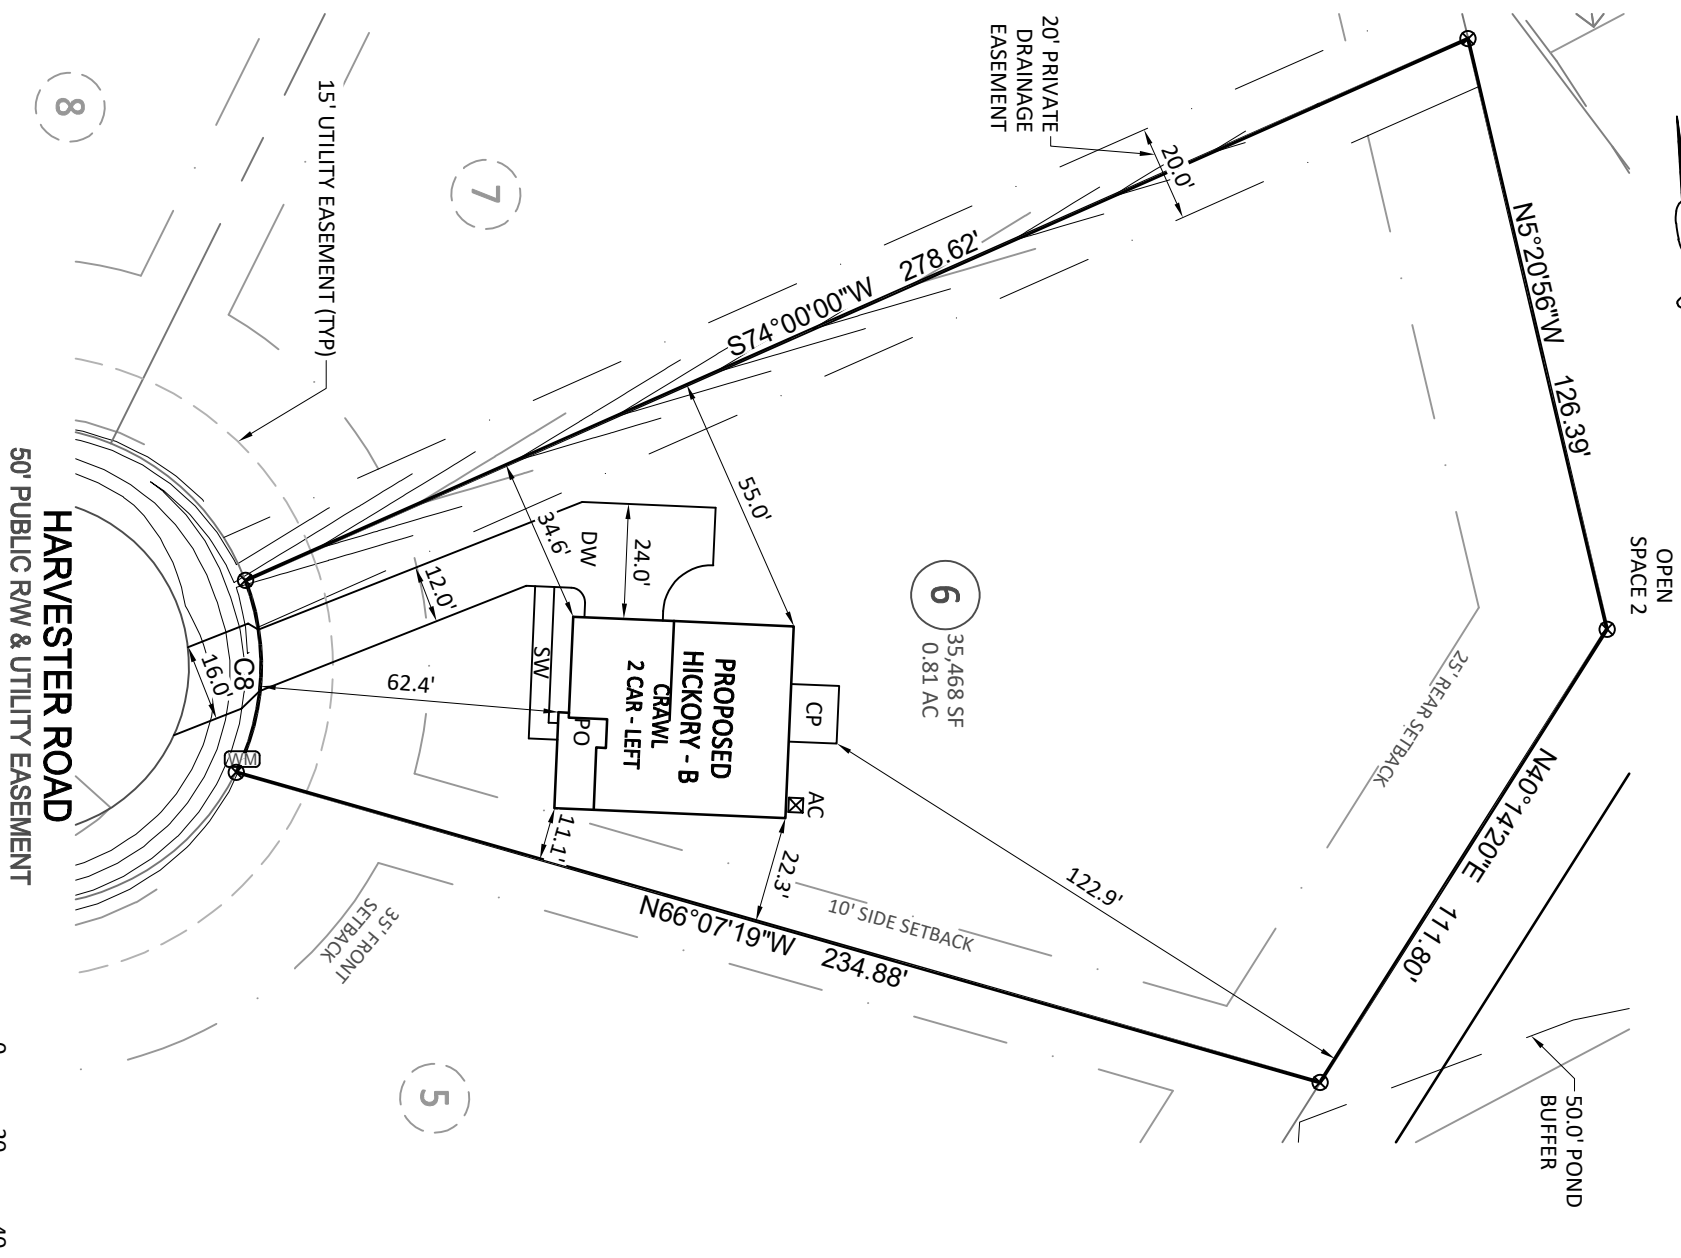 20' PRIVATE
DRAINAGE
EASEMENT
20.0'
15' UTILITY EASEMENT (TYP)
8
7
S74°00'00"W 278.62'
N5°20'56"W 126.39'
OPEN
SPACE 2
55.0'
34.6'
DW
24.0'
12.0'
16.0'
C8
WM
62.4'
SW
PO
PROPOSED
HICKORY - B
CRAWL
2 CAR - LEFT
CP
AC
6
35,468 SF
0.81 AC
25' REAR SETBACK
N40°14'20"E 111.80'
122.9'
11.1'
22.3'
10' SIDE SETBACK
N66°07'19"W 234.88'
35' FRONT
SETBACK
5
50.0' POND
BUFFER
HARVESTER ROAD
50' PUBLIC R/W & UTILITY EASEMENT